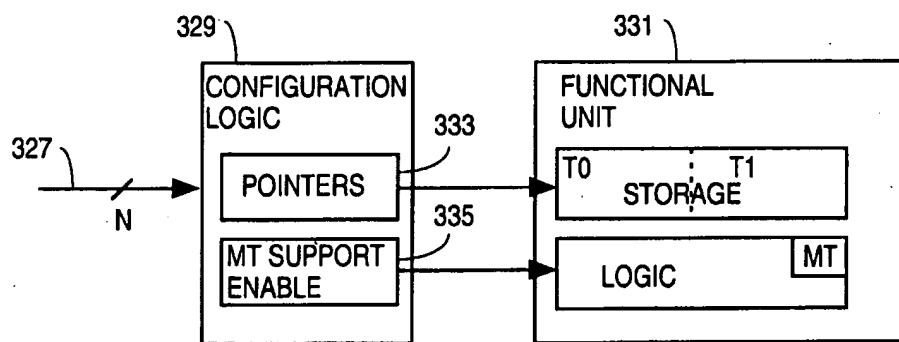 329
331
CONFIGURATION
LOGIC
FUNCTIONAL
UNIT
327
N
333
POINTERS
T0
T1
STORAGE
335
MT SUPPORT
ENABLE
MT
LOGIC